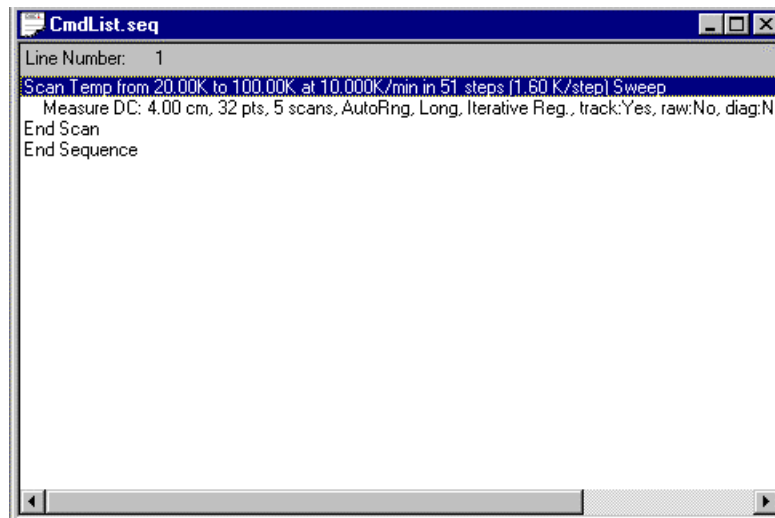 CmdList.seq
Line Number: 1
Scan Temp from 20.00K to 100.00K at 10.000K/min in 51 steps (1.60 K/step) Sweep
Measure DC: 4.00 cm, 32 pts, 5 scans, AutoRng, Long, Iterative Reg., track:Yes, raw:No, diag:N
End Scan
End Sequence